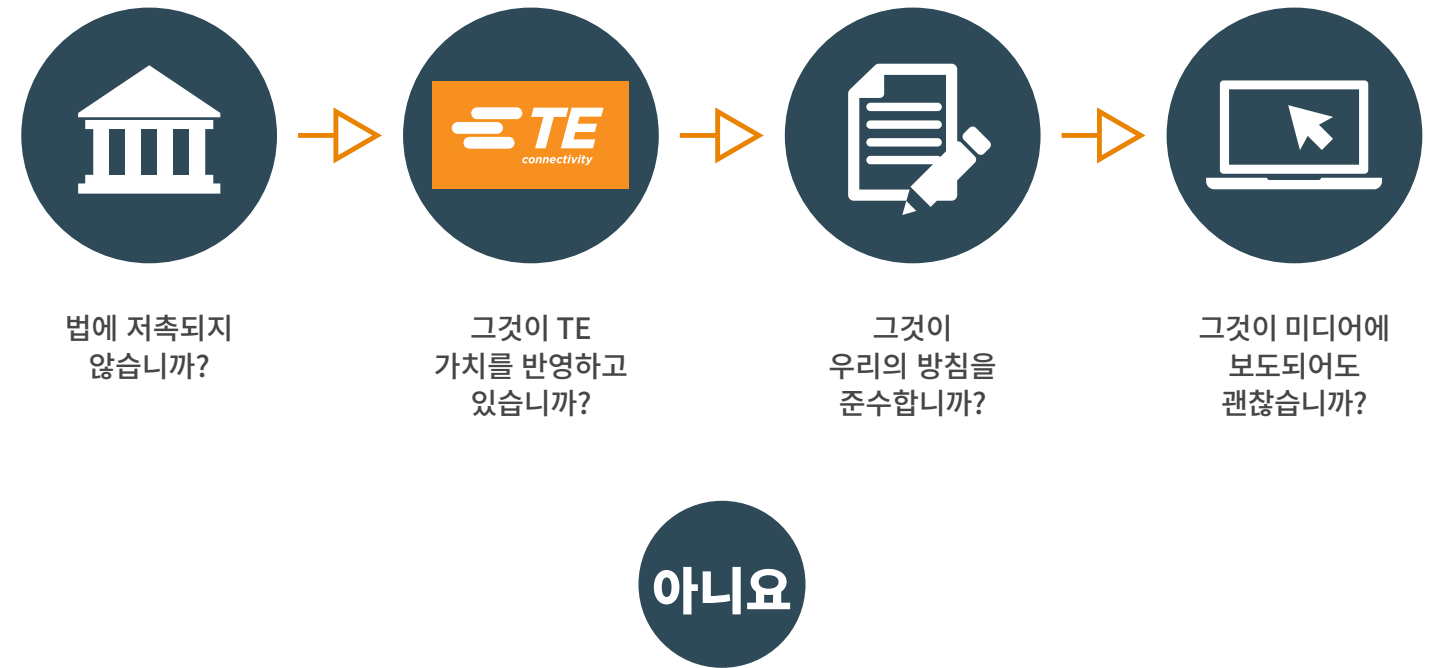 TE
connectivity
법에 저촉되지
않습니까?
그것이 TE
가치를 반영하고
있습니까?
그것이
우리의 방침을
준수합니까?
그것이 미디어에
보도되어도
괜찮습니까?
아니요